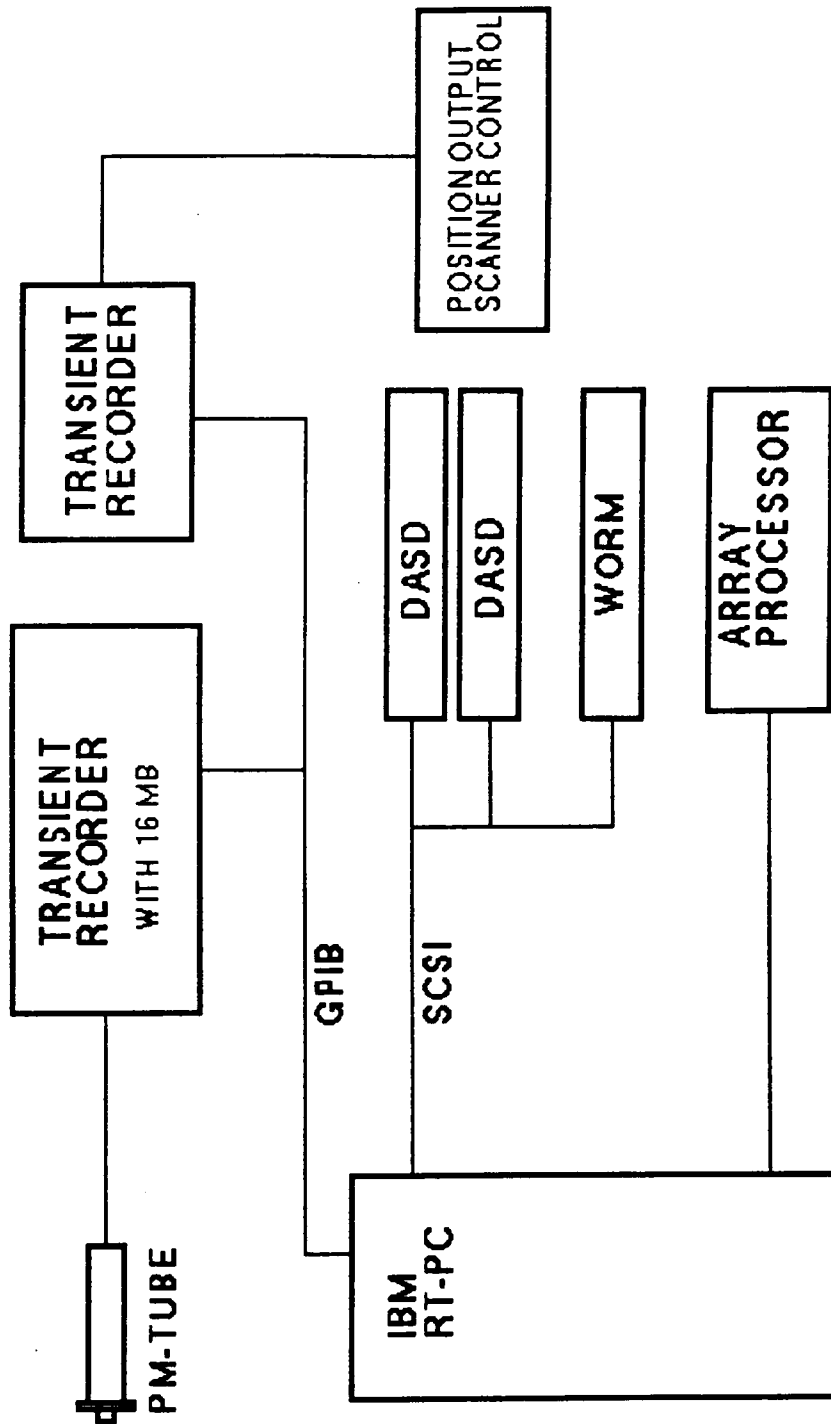 PM-TUBE
TRANSIENT
RECORDER
WITH 16 MB
TRANSIENT
RECORDER
GPIB
POSITION OUTPUT
SCANNER CONTROL
IBM
RT-PC
SCSI
DASD
DASD
WORM
ARRAY
PROCESSOR